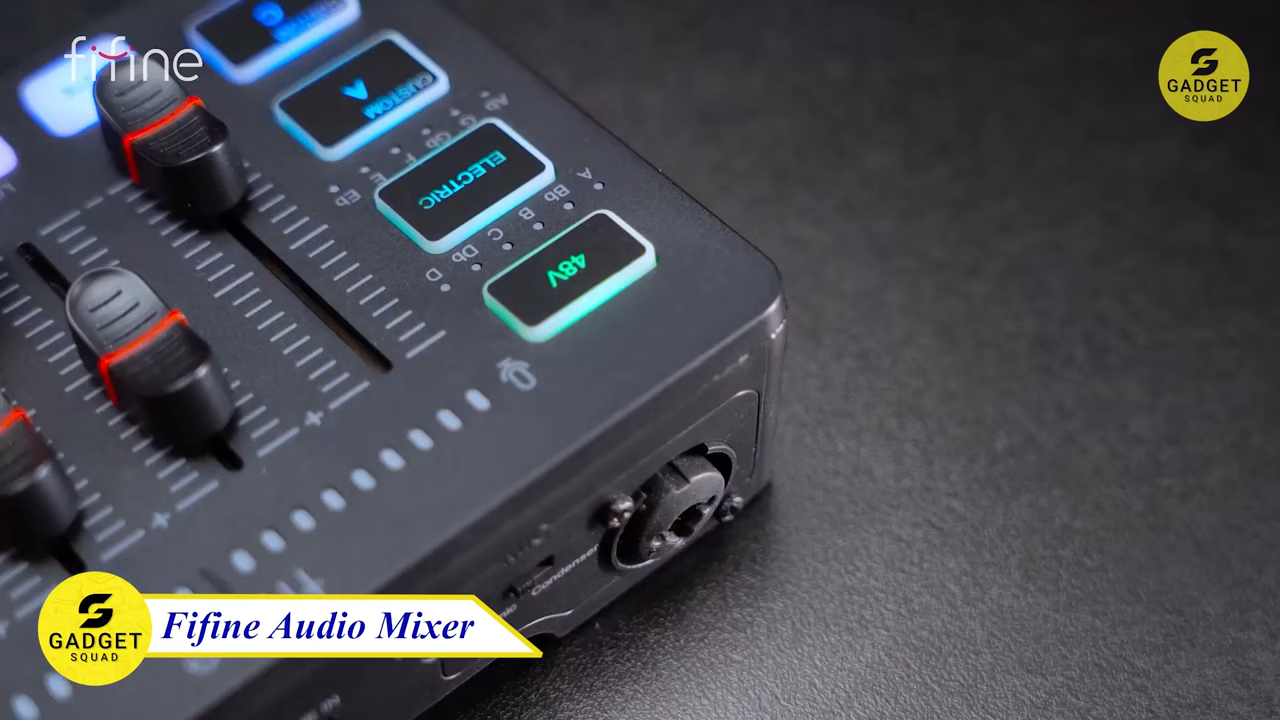 fifine
GADGET
SQUAD
CUSTOM
A
Ab
G
Gb
F
E
Eb
ELECTRIC
A
Bb
B
C
Db
D
48V
Condenser
GADGET
SQUAD
Fifine Audio Mixer